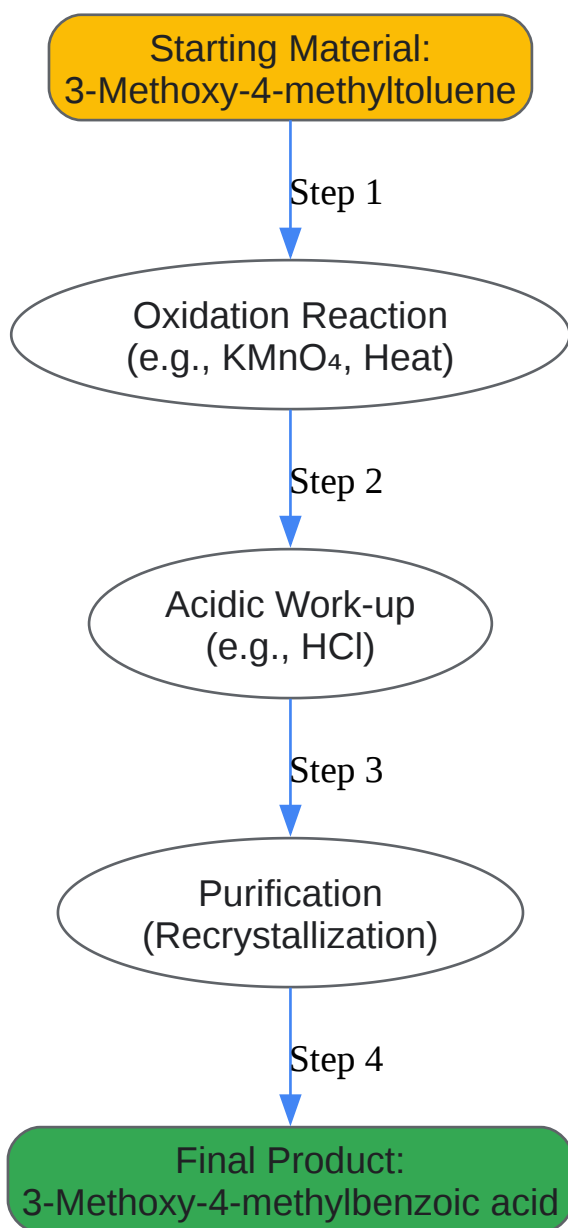 Starting Material:
3-Methoxy-4-methyltoluene
Step 1
Oxidation Reaction
(e.g., KMnO₄, Heat)
Step 2
Acidic Work-up
(e.g., HCl)
Step 3
Purification
(Recrystallization)
Step 4
Final Product:
3-Methoxy-4-methylbenzoic acid